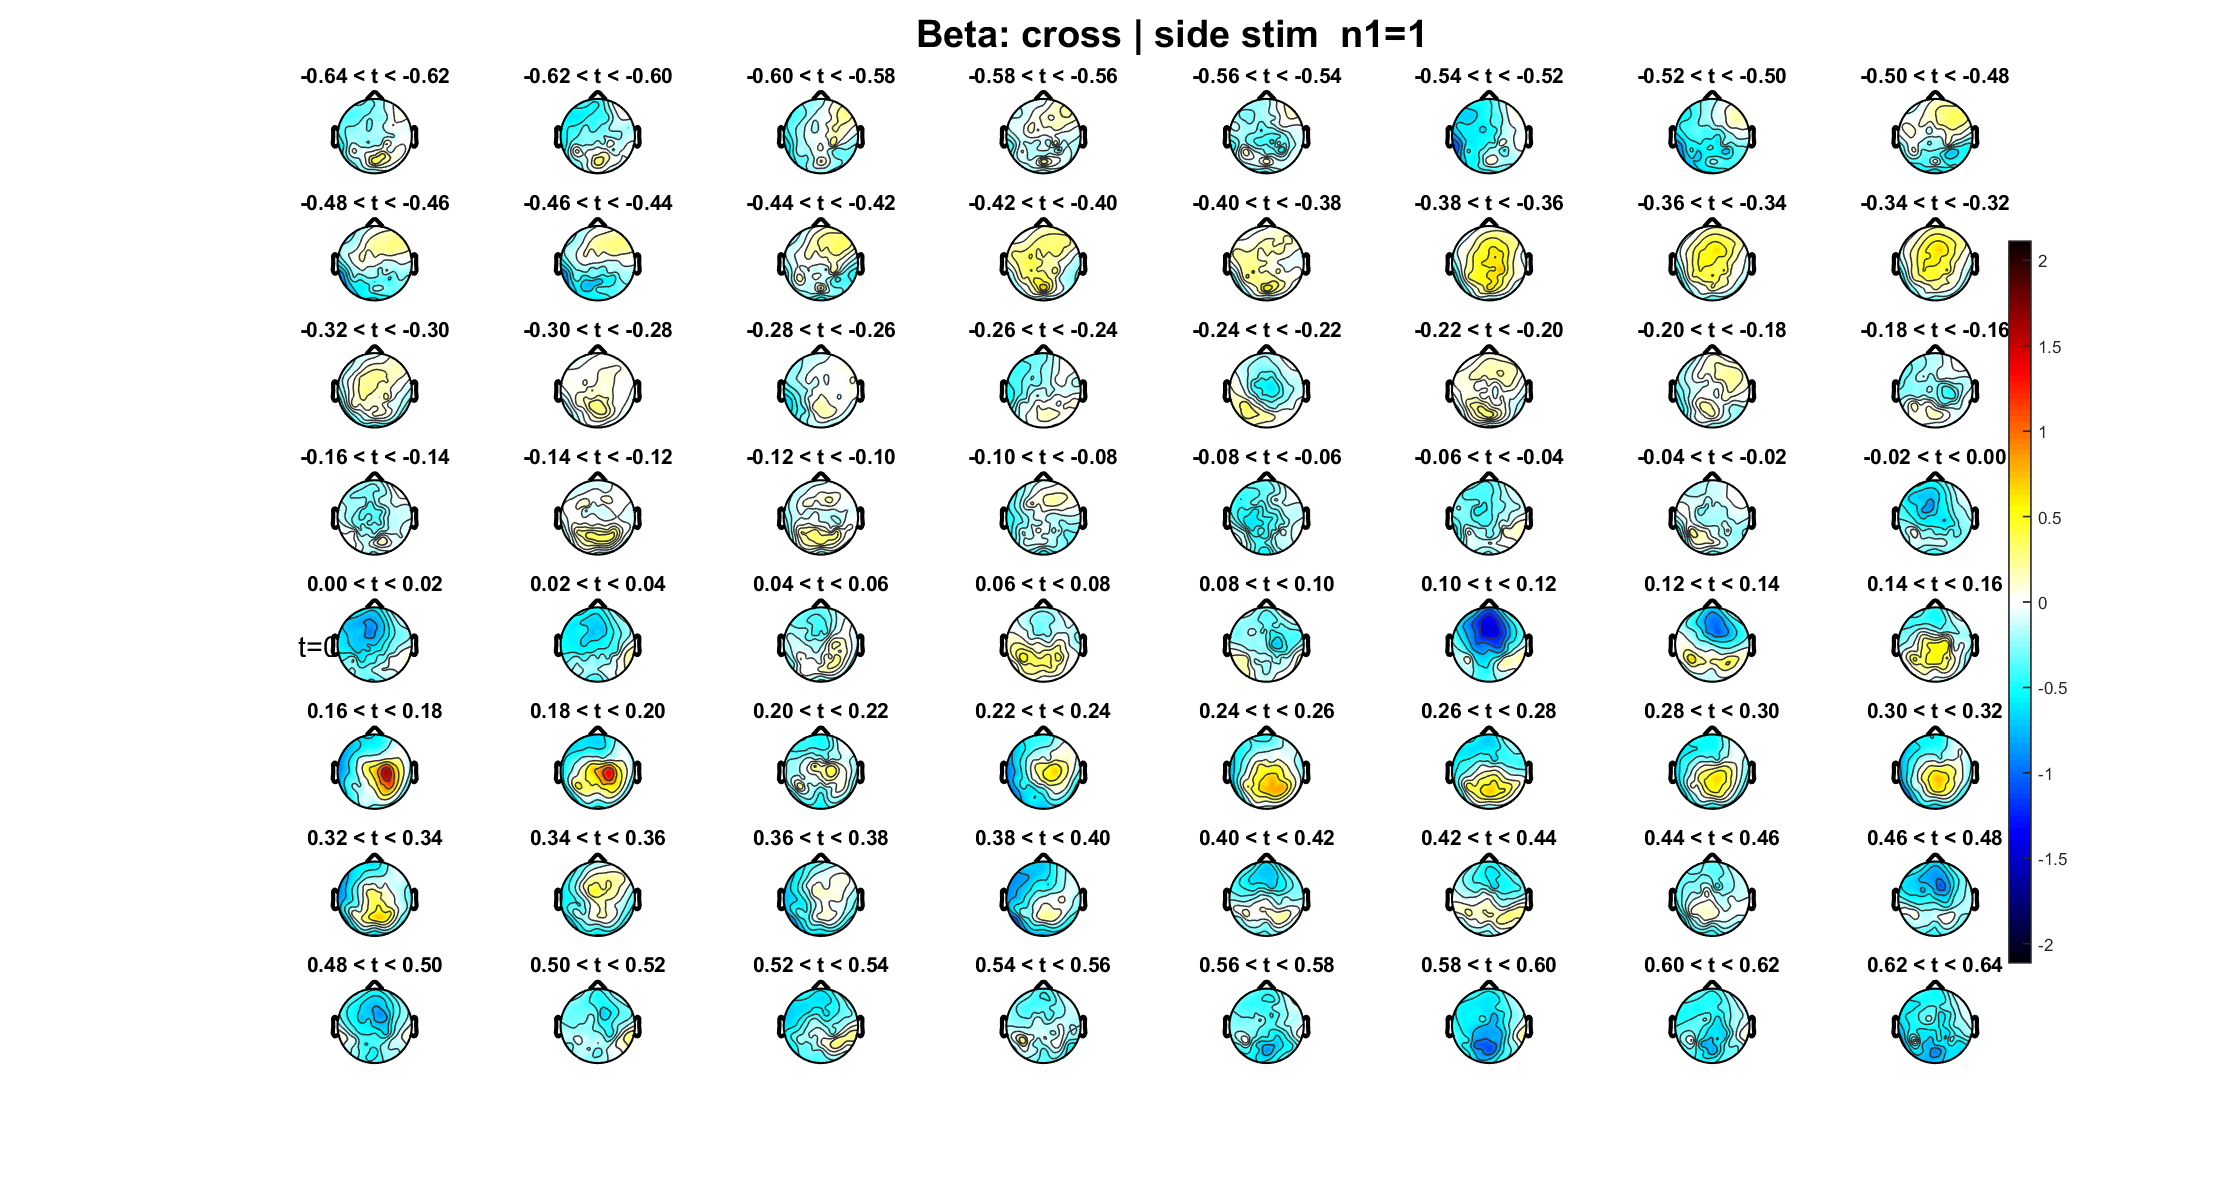 Beta: cross | side stim  n1=1
-0.64 < t < -0.62
-0.62 < t < -0.60
-0.60 < t < -0.58
-0.58 < t < -0.56
-0.56 < t < -0.54
-0.54 < t < -0.52
-0.52 < t < -0.50
-0.50 < t < -0.48
-0.48 < t < -0.46
-0.46 < t < -0.44
-0.44 < t < -0.42
-0.42 < t < -0.40
-0.40 < t < -0.38
-0.38 < t < -0.36
-0.36 < t < -0.34
-0.34 < t < -0.32
-0.32 < t < -0.30
-0.30 < t < -0.28
-0.28 < t < -0.26
-0.26 < t < -0.24
-0.24 < t < -0.22
-0.22 < t < -0.20
-0.20 < t < -0.18
-0.18 < t < -0.16
-0.16 < t < -0.14
-0.14 < t < -0.12
-0.12 < t < -0.10
-0.10 < t < -0.08
-0.08 < t < -0.06
-0.06 < t < -0.04
-0.04 < t < -0.02
-0.02 < t < 0.00
0.00 < t < 0.02
0.02 < t < 0.04
0.04 < t < 0.06
0.06 < t < 0.08
0.08 < t < 0.10
0.10 < t < 0.12
0.12 < t < 0.14
0.14 < t < 0.16
t=0
0.16 < t < 0.18
0.18 < t < 0.20
0.20 < t < 0.22
0.22 < t < 0.24
0.24 < t < 0.26
0.26 < t < 0.28
0.28 < t < 0.30
0.30 < t < 0.32
0.32 < t < 0.34
0.34 < t < 0.36
0.36 < t < 0.38
0.38 < t < 0.40
0.40 < t < 0.42
0.42 < t < 0.44
0.44 < t < 0.46
0.46 < t < 0.48
0.48 < t < 0.50
0.50 < t < 0.52
0.52 < t < 0.54
0.54 < t < 0.56
0.56 < t < 0.58
0.58 < t < 0.60
0.60 < t < 0.62
0.62 < t < 0.64
2
1.5
1
0.5
0
-0.5
-1
-1.5
-2